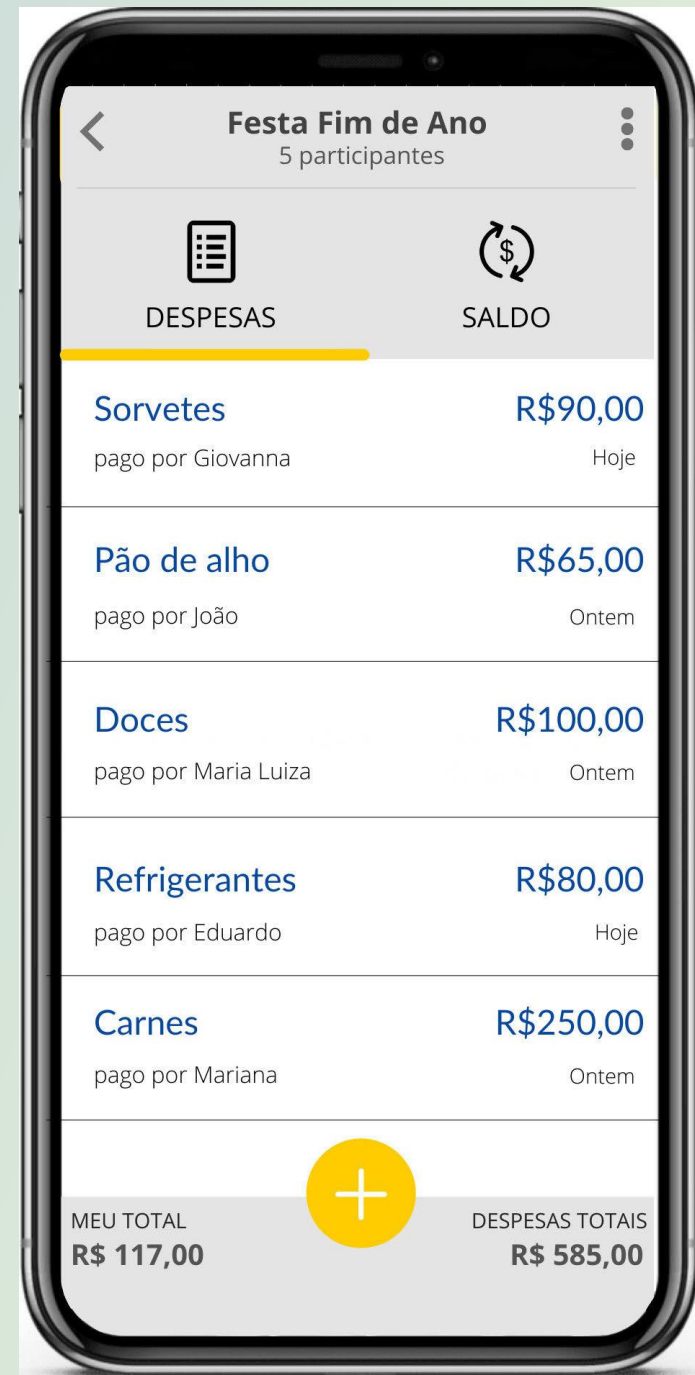 Festa Fim de Ano
5 participantes
$
DESPESAS SALDO
Sorvetes R$90,00
pago por Giovanna Hoje
Pão de alho R$65,00
pago por João Ontem
Doces R$100,00
pago por Maria Luiza Ontem
Refrigerantes R$80,00
pago por Eduardo Hoje
Carnes R$250,00
pago por Mariana Ontem
MEU TOTAL DESPESAS TOTAIS
R$ 117,00 R$ 585,00